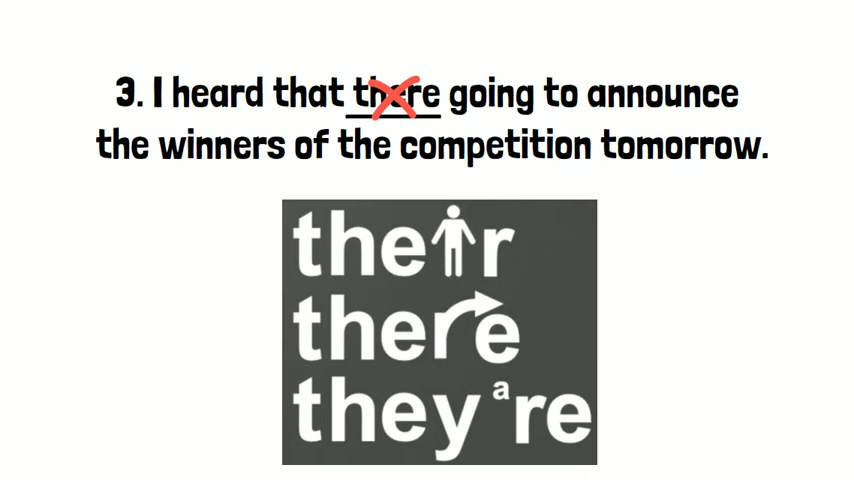 3. I heard that there going to announce
the winners of the competition tomorrow.
their
there
they are